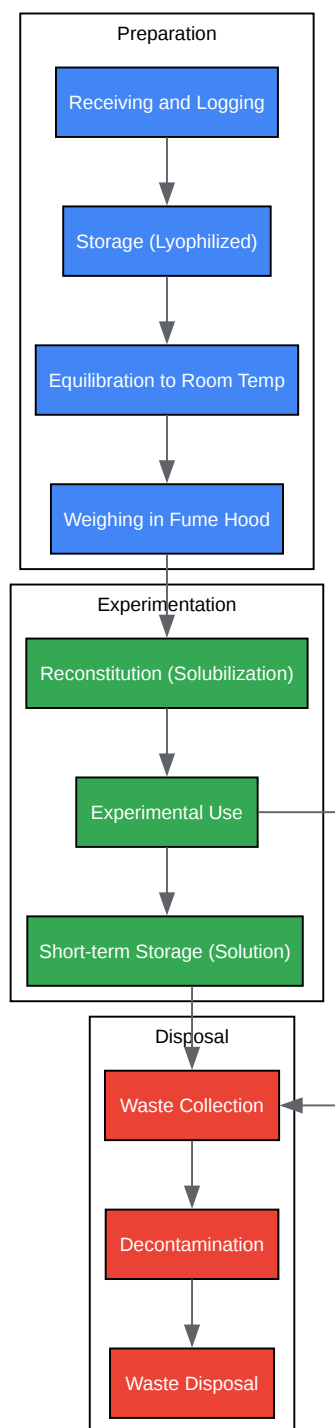 Preparation
Receiving and Logging
Storage (Lyophilized)
Equilibration to Room Temp
Weighing in Fume Hood
Experimentation
Reconstitution (Solubilization)
Experimental Use
Short-term Storage (Solution)
Disposal
Waste Collection
Decontamination
Waste Disposal